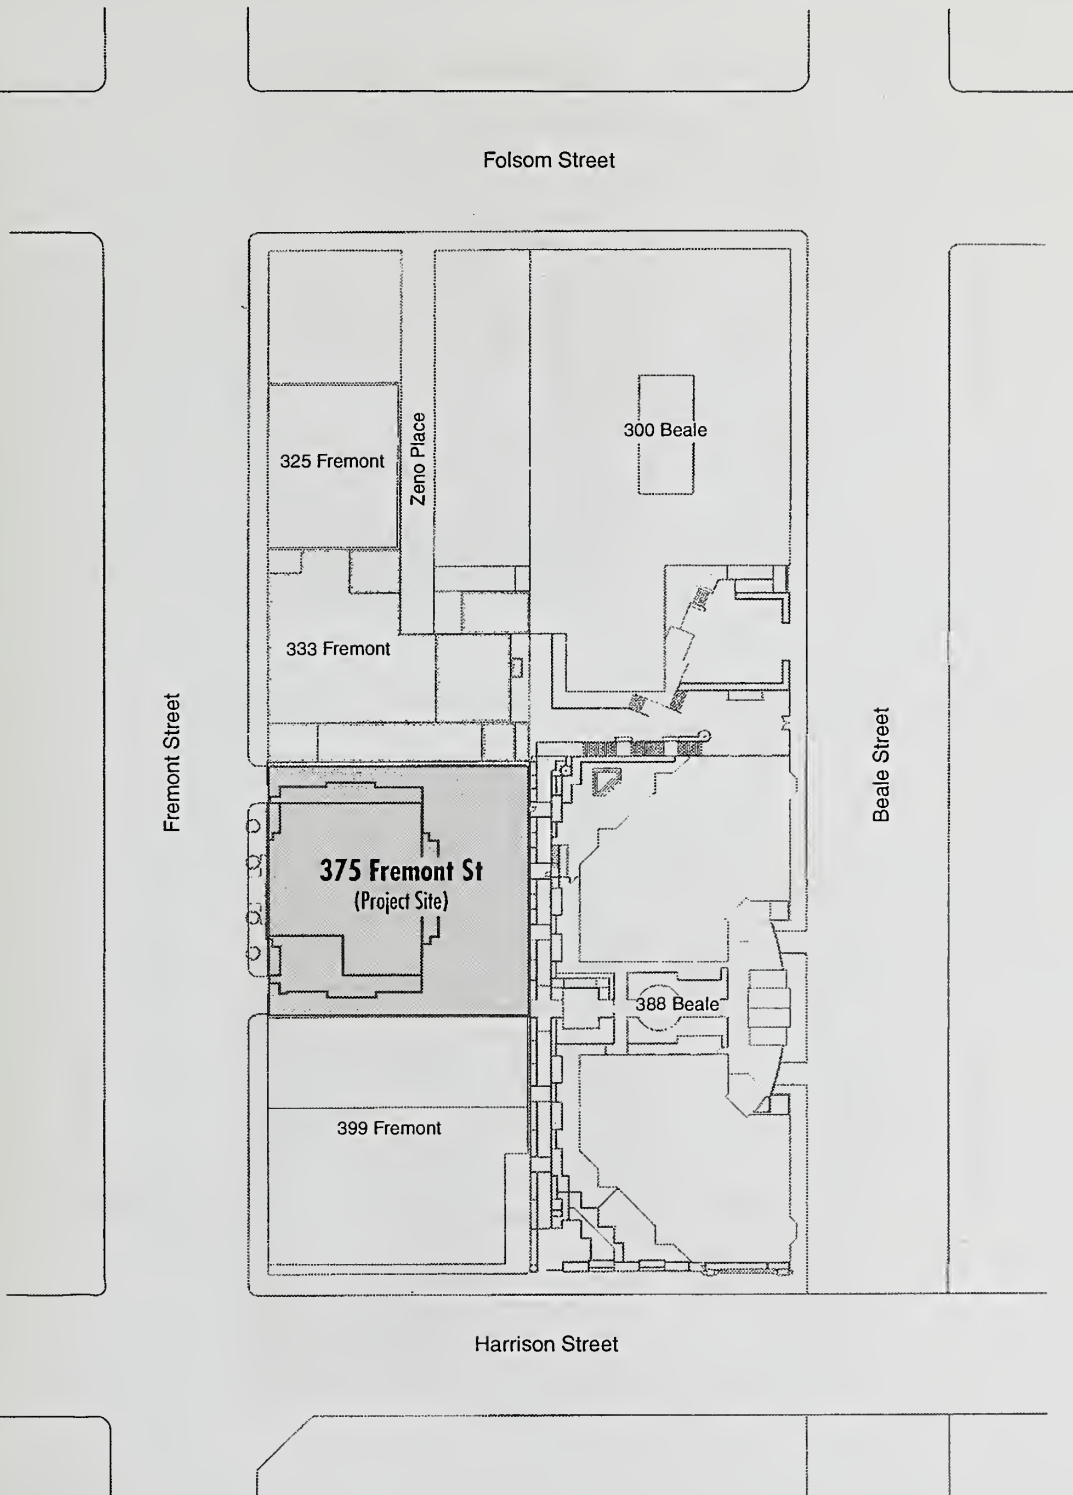 Folsom Street
300 Beale
Zeno Place
325 Fremont
333 Fremont
Fremont Street
Beale Street
375 Fremont St
(Project Site)
388 Beale
399 Fremont
Harrison Street